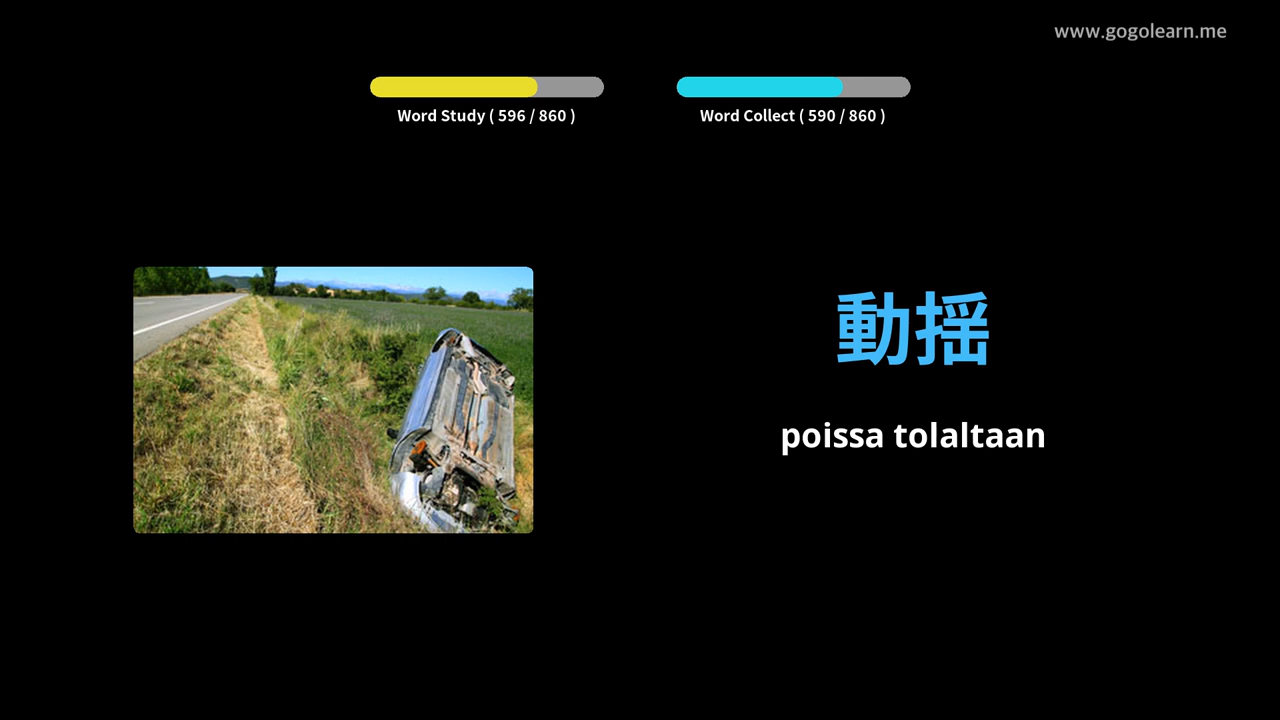 www.gogolearn.me
Word Study ( 596 / 860 )
Word Collect ( 590 / 860 )
動揺
poissa tolaltaan